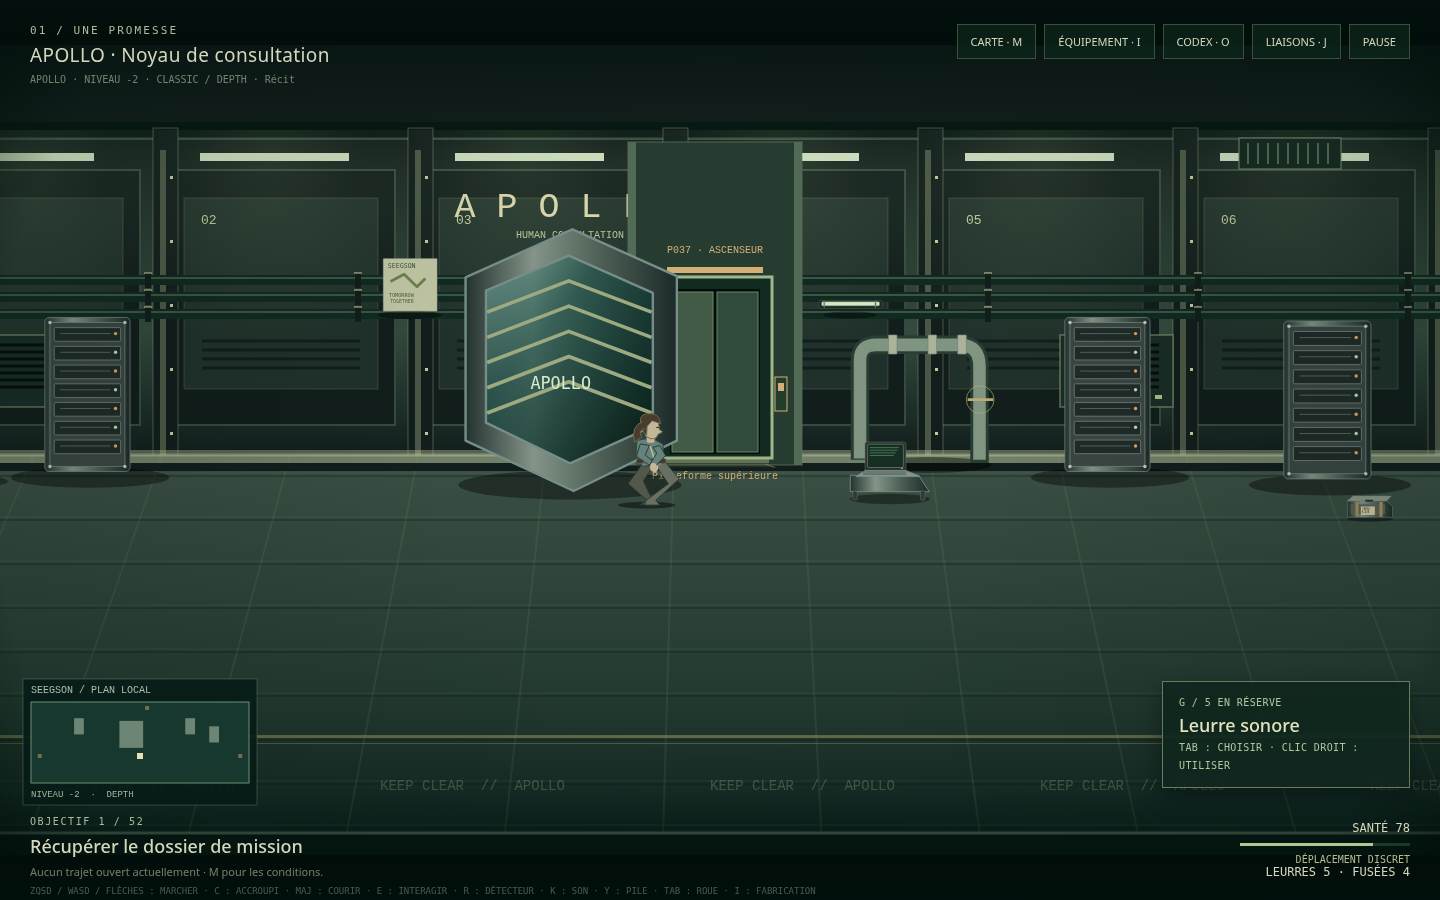 01 / UNE PROMESSE
APOLLO · Noyau de consultation
APOLLO · NIVEAU -2 · CLASSIC / DEPTH · Récit
CARTE · M
ÉQUIPEMENT · I
CODEX · O
LIAISONS · J
PAUSE
A P O L
HUMAN
02
03
05
06
P037 · ASCENSEUR
SEEGSON
TOMORROW
TOGETHER
APOLLO
supérieure
SEEGSON / PLAN LOCAL
NIVEAU -2 · DEPTH
KEEP CLEAR // APOLLO
KEEP CLEAR // APOLLO
KEEP CLEAR //
G / 5 EN RÉSERVE
Leurre sonore
TAB : CHOISIR · CLIC DROIT :
UTILISER
OBJECTIF 1 / 52
Récupérer le dossier de mission
Aucun trajet ouvert actuellement · M pour les conditions.
ZQSD / WASD / FLÈCHES : MARCHER · C : ACCROUPI · MAJ : COURIR · E : INTERAGIR · R : DÉTECTEUR · K : SON · Y : PILE · TAB : ROUE · I : FABRICATION
SANTÉ 78
DÉPLACEMENT DISCRET
LEURRES 5 · FUSÉES 4